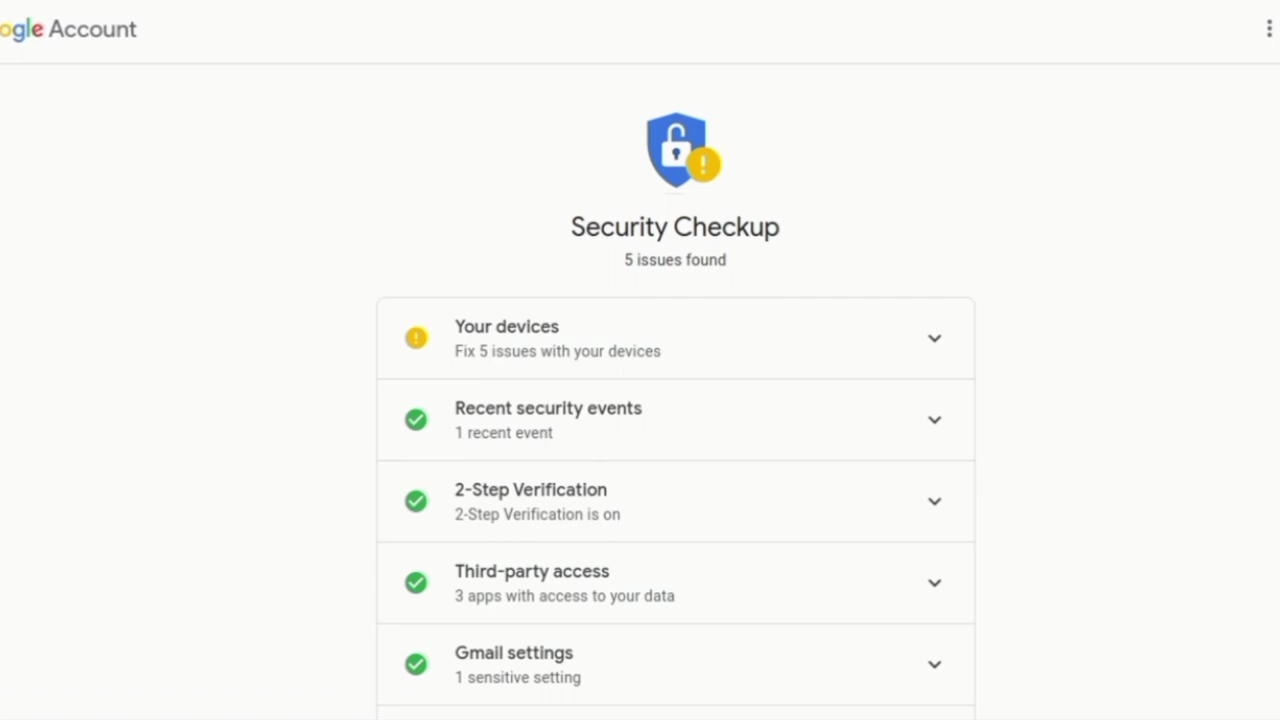 ogle Account
Security Checkup
5 issues found
Your devices
Fix 5 issues with your devices
Recent security events
1 recent event
2-Step Verification
2-Step Verification is on
Third-party access
3 apps with access to your data
Gmail settings
1 sensitive setting